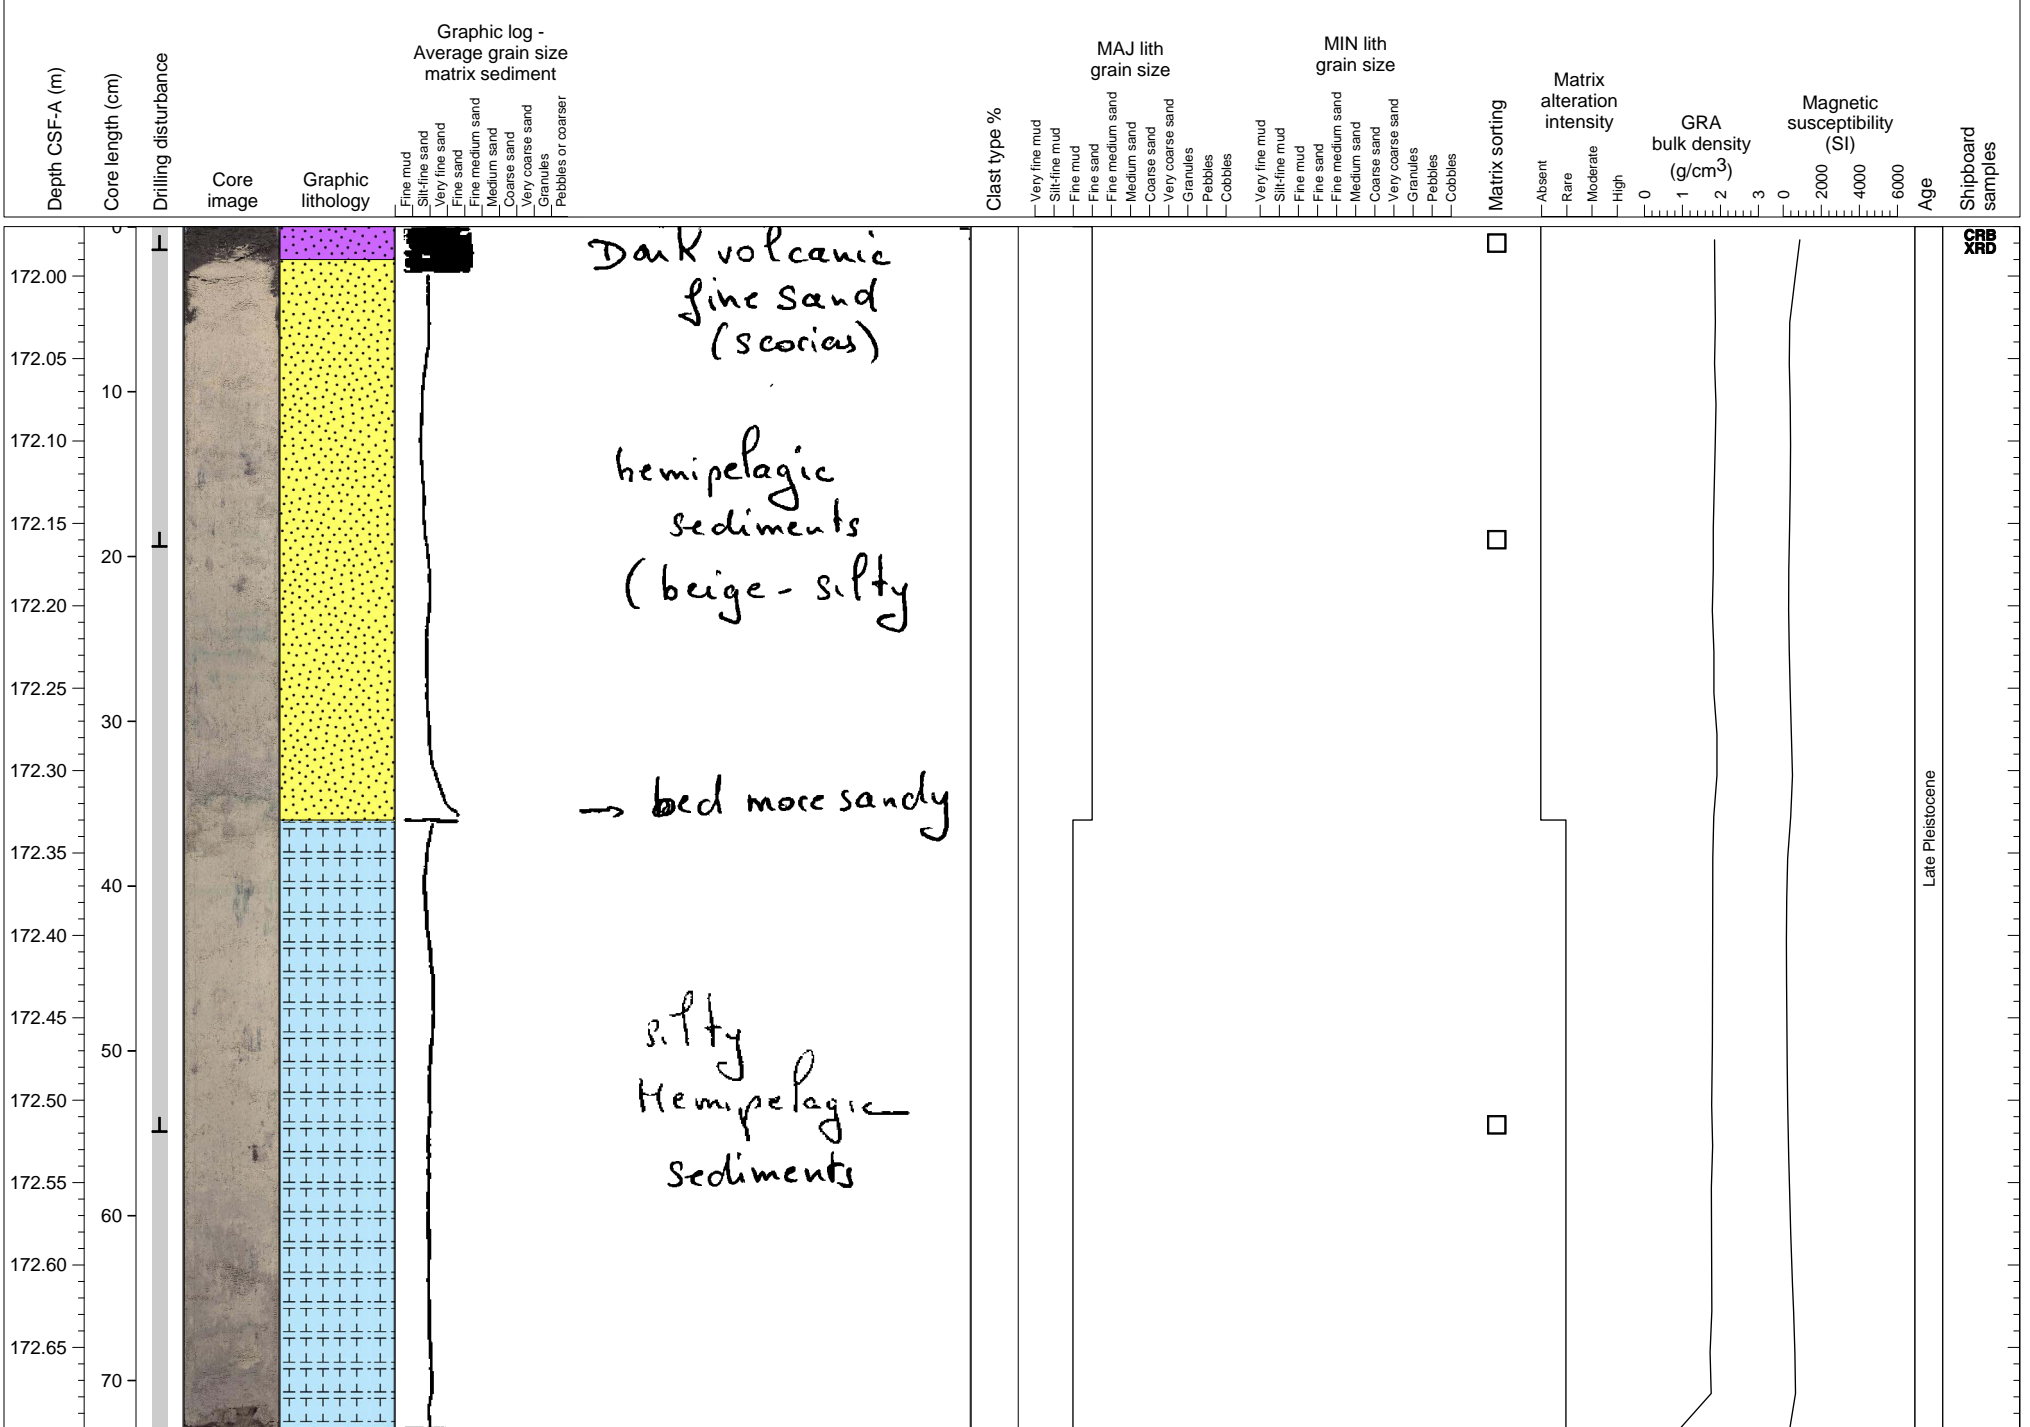 Graphic log -
Average grain size
matrix sediment
MAJ lith
grain size
MIN lith
grain size
Matrix
alteration
intensity
GRA
bulk density
(g/cm3)
Magnetic
susceptibility
(SI)
Depth CSF-A (m)
Core length (cm)
Drilling disturbance
Core
image
Graphic
lithology
Fine mud
Silt-fine sand
Very fine sand
Fine sand
Fine medium sand
Medium sand
Coarse sand
Very coarse sand
Granules
Pebbles or coarser
Clast type %
Very fine mud
Silt-fine mud
Fine mud
Fine sand
Fine medium sand
Medium sand
Coarse sand
Very coarse sand
Granules
Pebbles
Cobbles
Very fine mud
Silt-fine mud
Fine mud
Fine sand
Fine medium sand
Medium sand
Coarse sand
Very coarse sand
Granules
Pebbles
Cobbles
Matrix sorting
Absent
Rare
Moderate
High
0 1 2 3
0 2000 4000 6000
Age
Shipboard
samples
0
10
20
30
40
50
60
70
172.00
172.05
172.10
172.15
172.20
172.25
172.30
172.35
172.40
172.45
172.50
172.55
172.60
172.65
Dark volcanic
fine sand
(scorias)
hemipelagic
sediments
(beige - silty
→ bed more sandy
silty
Hemipelagic
sediments
CRB
XRD
Late Pleistocene